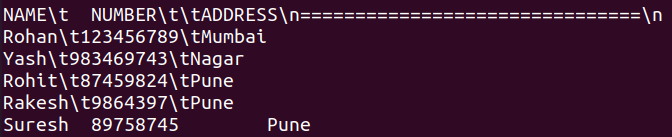 NAME\t  NUMBER\t\tADDRESS\n===============================\n
Rohan\t123456789\tMumbai
Yash\t983469743\tNagar
Rohit\t87459824\tPune
Rakesh\t9864397\tPune
Suresh  89758745        Pune